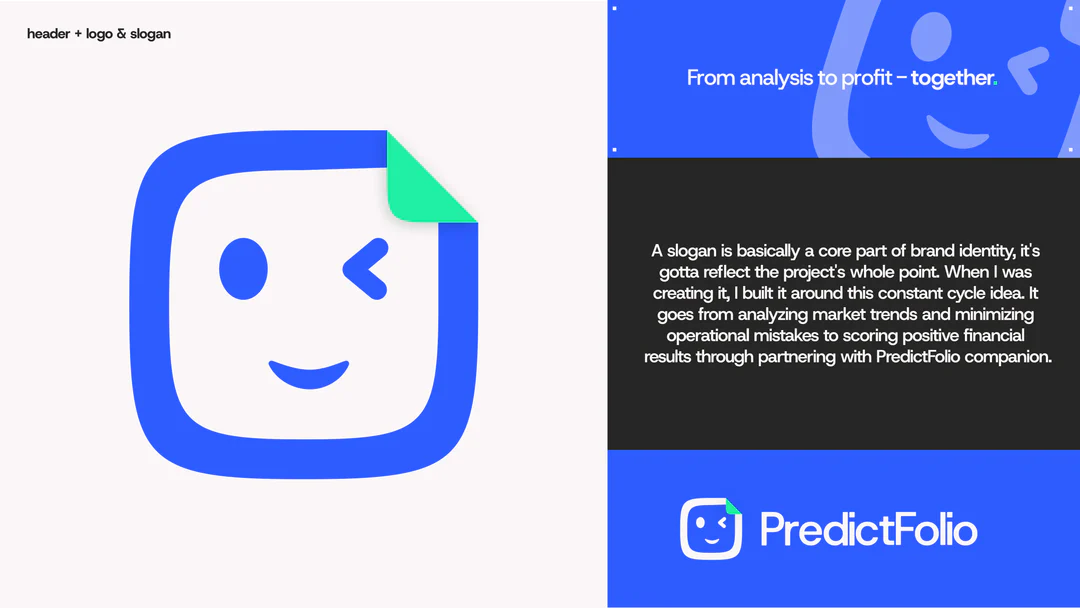 header + logo & slogan
From analysis to profit – together.
A slogan is basically a core part of brand identity, it's
gotta reflect the project's whole point. When I was
creating it, I built it around this constant cycle idea. It
goes from analyzing market trends and minimizing
operational mistakes to scoring positive financial
results through partnering with PredictFolio companion.
PredictFolio